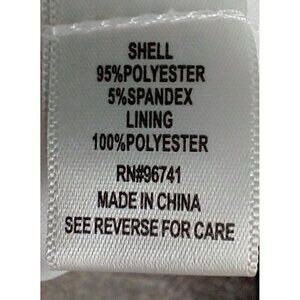 SHELL
95%POLYESTER
5%SPANDEX
LINING
100%POLYESTER
RN#96741
MADE IN CHINA
SEE REVERSE FOR CARE